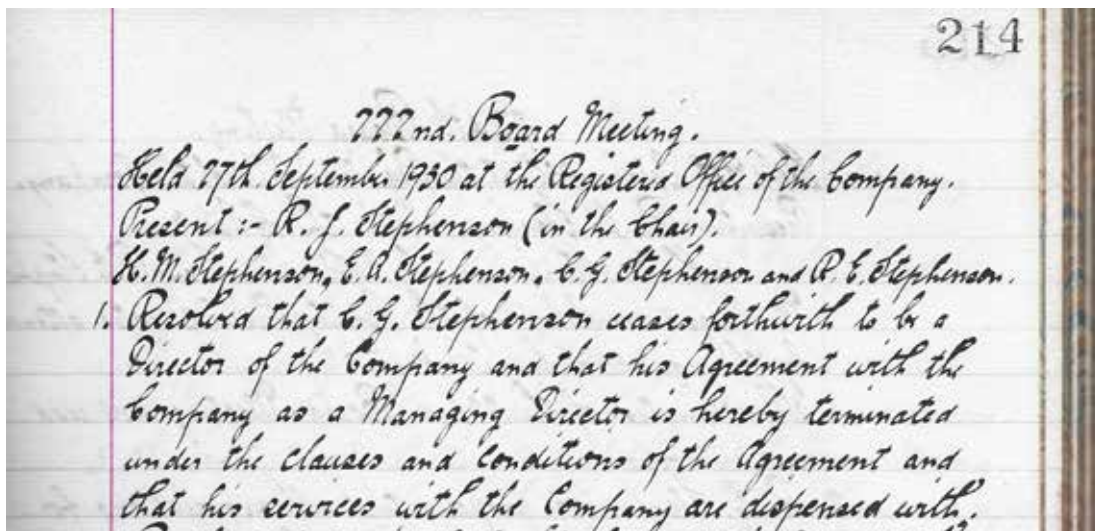 214
222nd. Board Meeting.
Held 27th. September 1930 at the Registered Office of the Company.
Present :- R. J. Stephenson (in the Chair).
H. M. Stephenson, E. A. Stephenson, C. G. Stephenson and R. E. Stephenson.
1. Resolved that C. G. Stephenson ceases forthwith to be a
Director of the Company and that his Agreement with the
Company as a Managing Director is hereby terminated
under the clauses and conditions of the Agreement and
that his services with the Company are dispensed with.